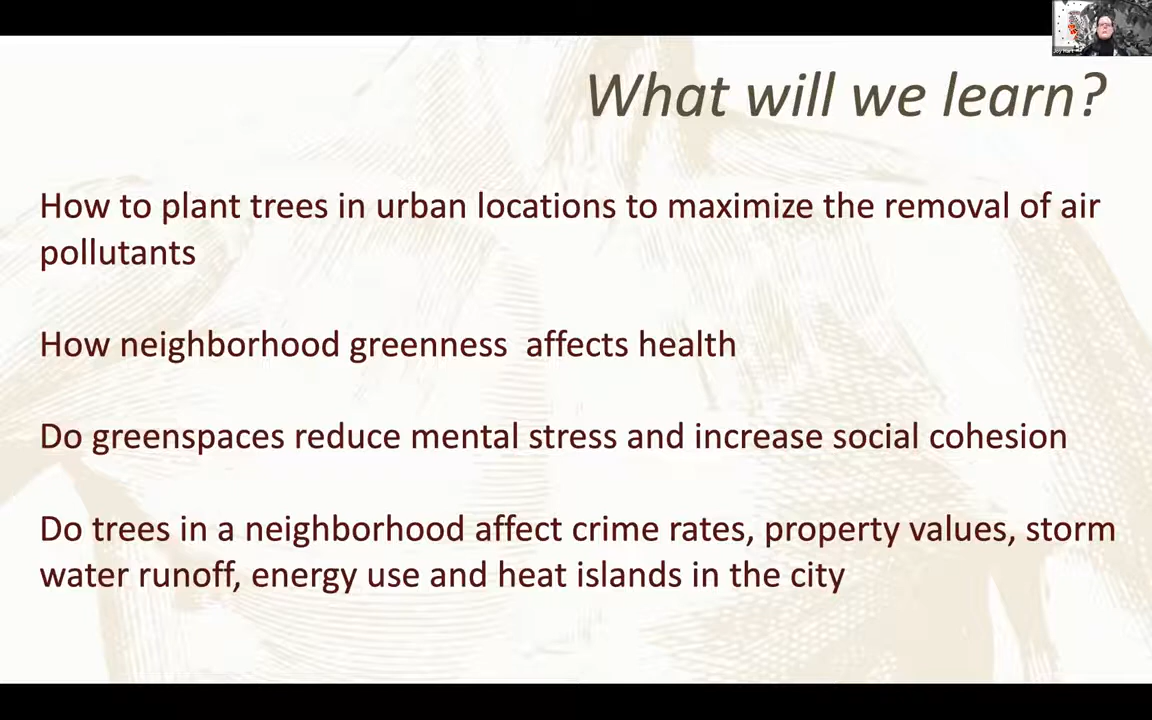 What will we learn?
How to plant trees in urban locations to maximize the removal of air
pollutants
How neighborhood greenness  affects health
Do greenspaces reduce mental stress and increase social cohesion
Do trees in a neighborhood affect crime rates, property values, storm
water runoff, energy use and heat islands in the city